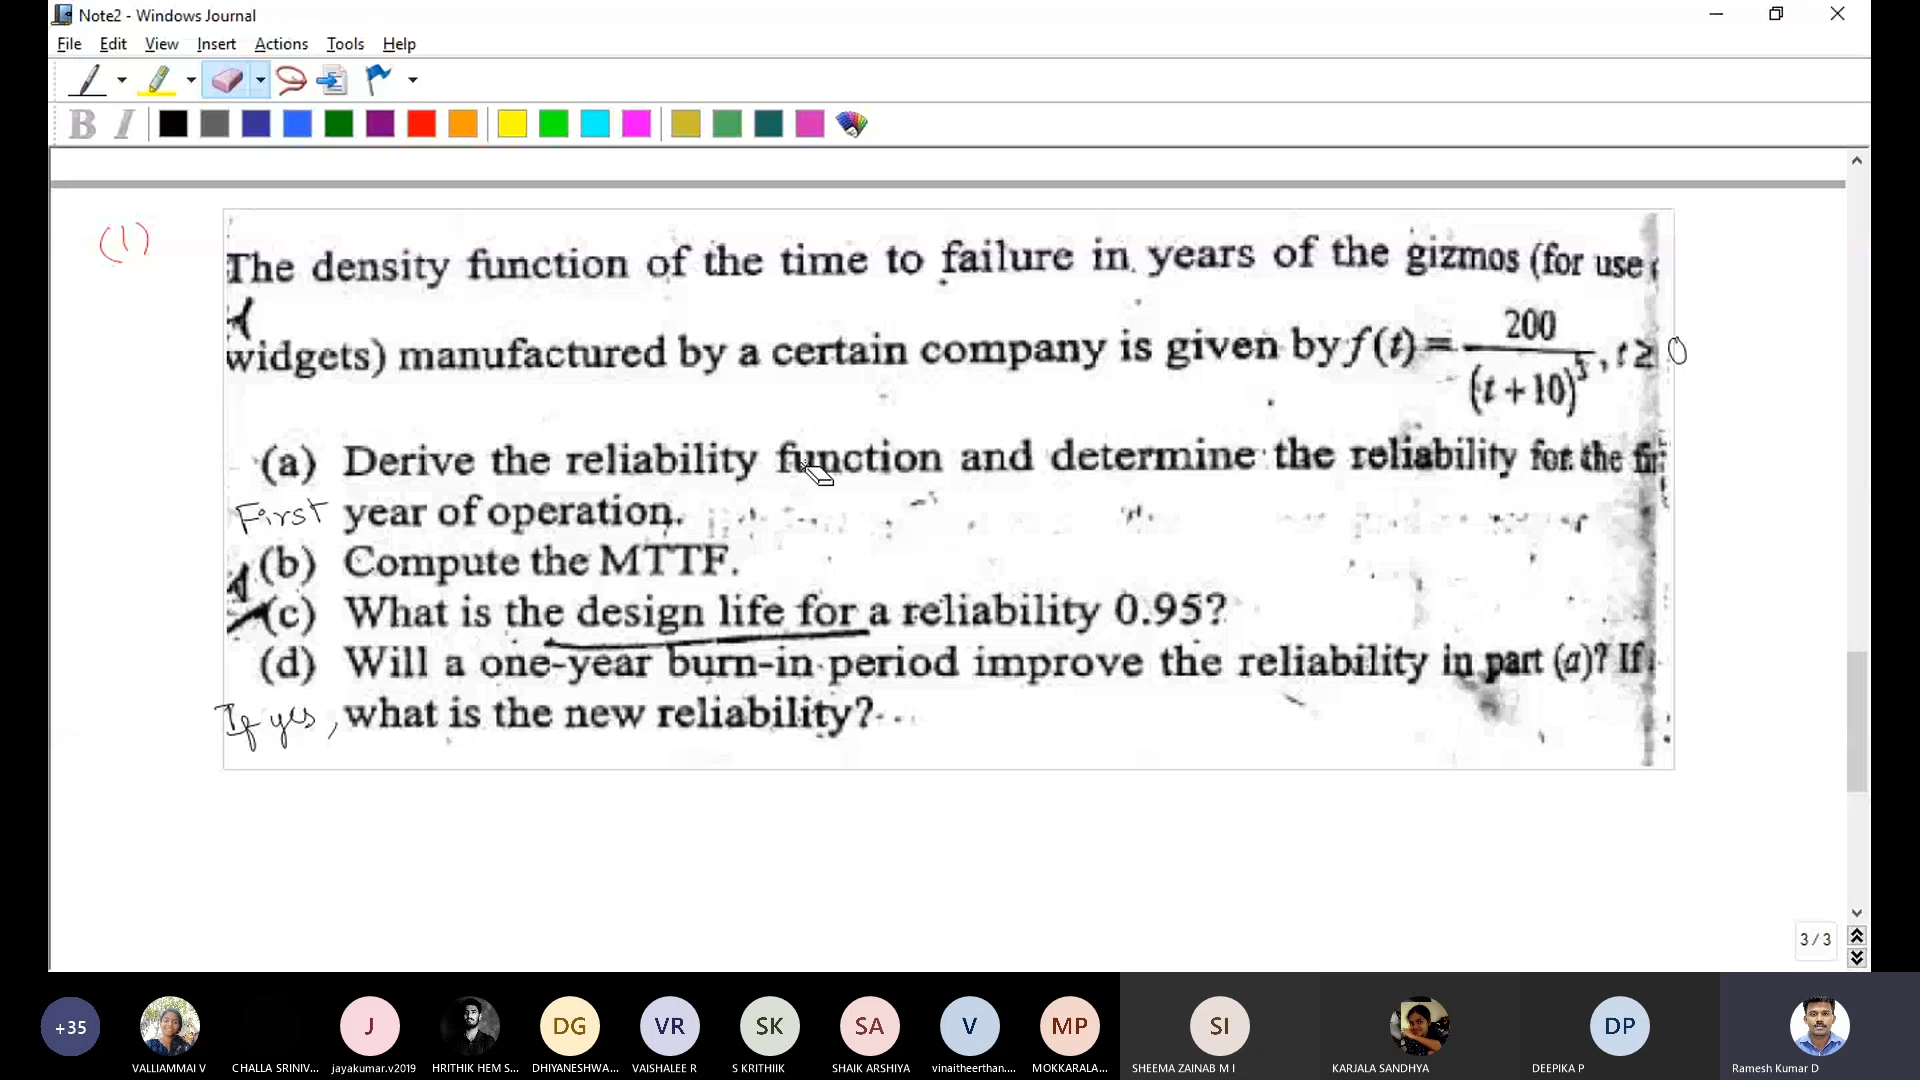 Note2 - Windows Journal
File Edit View Insert Actions Tools Help
B I
(1)
The density function of the time to failure in years of the gizmos (for use
widgets) manufactured by a certain company is given by f(t) = 200 / (t + 10)³, t ≥ 0
(a) Derive the reliability function and determine the reliability for the
First year of operation.
(b) Compute the MTTF.
(c) What is the design life for a reliability 0.95?
(d) Will a one-year burn-in period improve the reliability in part (a)? If
If yes, what is the new reliability?
3 / 3
+35 J DG VR SK SA V MP SI DP
VALLIAMMAI V CHALLA SRINIV... jayakumar.v2019 HRITHIK HEM S... DHIYANESHWA... VAISHALEE R S KRITHIIK SHAIK ARSHIYA vinaitheerthan.... MOKKARALA... SHEEMA ZAINAB M I KARJALA SANDHYA DEEPIKA P Ramesh Kumar D